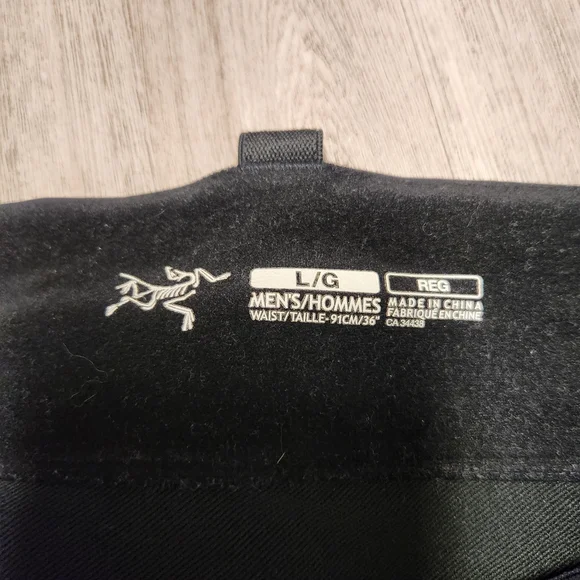 L/G
MEN'S/HOMMES
WAIST/TAILLE-91CM/36"
REG
MADE IN CHINA
FABRIQUÉ EN CHINE
CA 34438